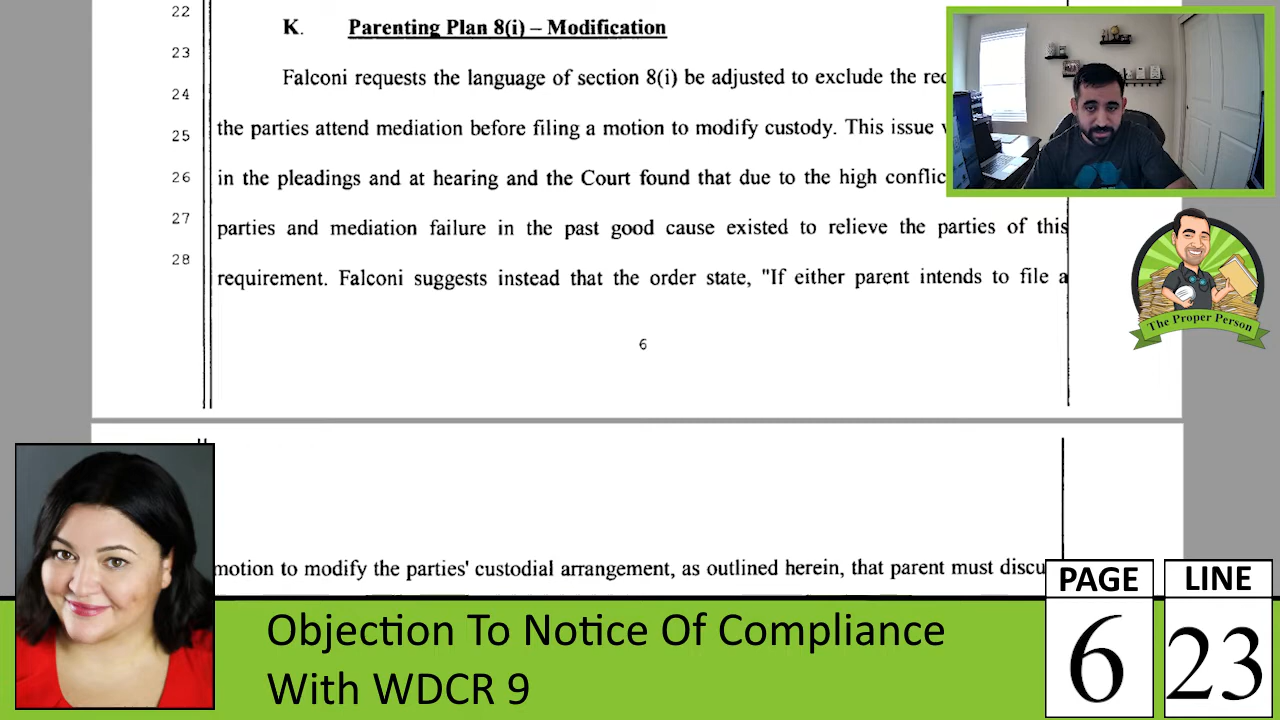 22
K. Parenting Plan 8(i) – Modification
23
Falconi requests the language of section 8(i) be adjusted to exclude the
24
the parties attend mediation before filing a motion to modify custody. This issue
25
in the pleadings and at hearing and the Court found that due to the high
26
parties and mediation failure in the past good cause existed to relieve the parties of this
27
requirement. Falconi suggests instead that the order state, "If either parent intends to file a
28
6
motion to modify the parties' custodial arrangement, as outlined herein, that parent must
The Proper Person
Objection To Notice Of Compliance
With WDCR 9
PAGE
6
LINE
23